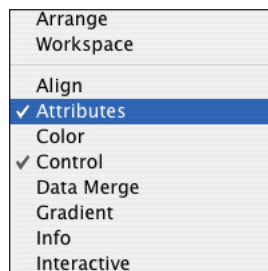 Arrange
Workspace
Align
✓ Attributes
Color
✓ Control
Data Merge
Gradient
Info
Interactive